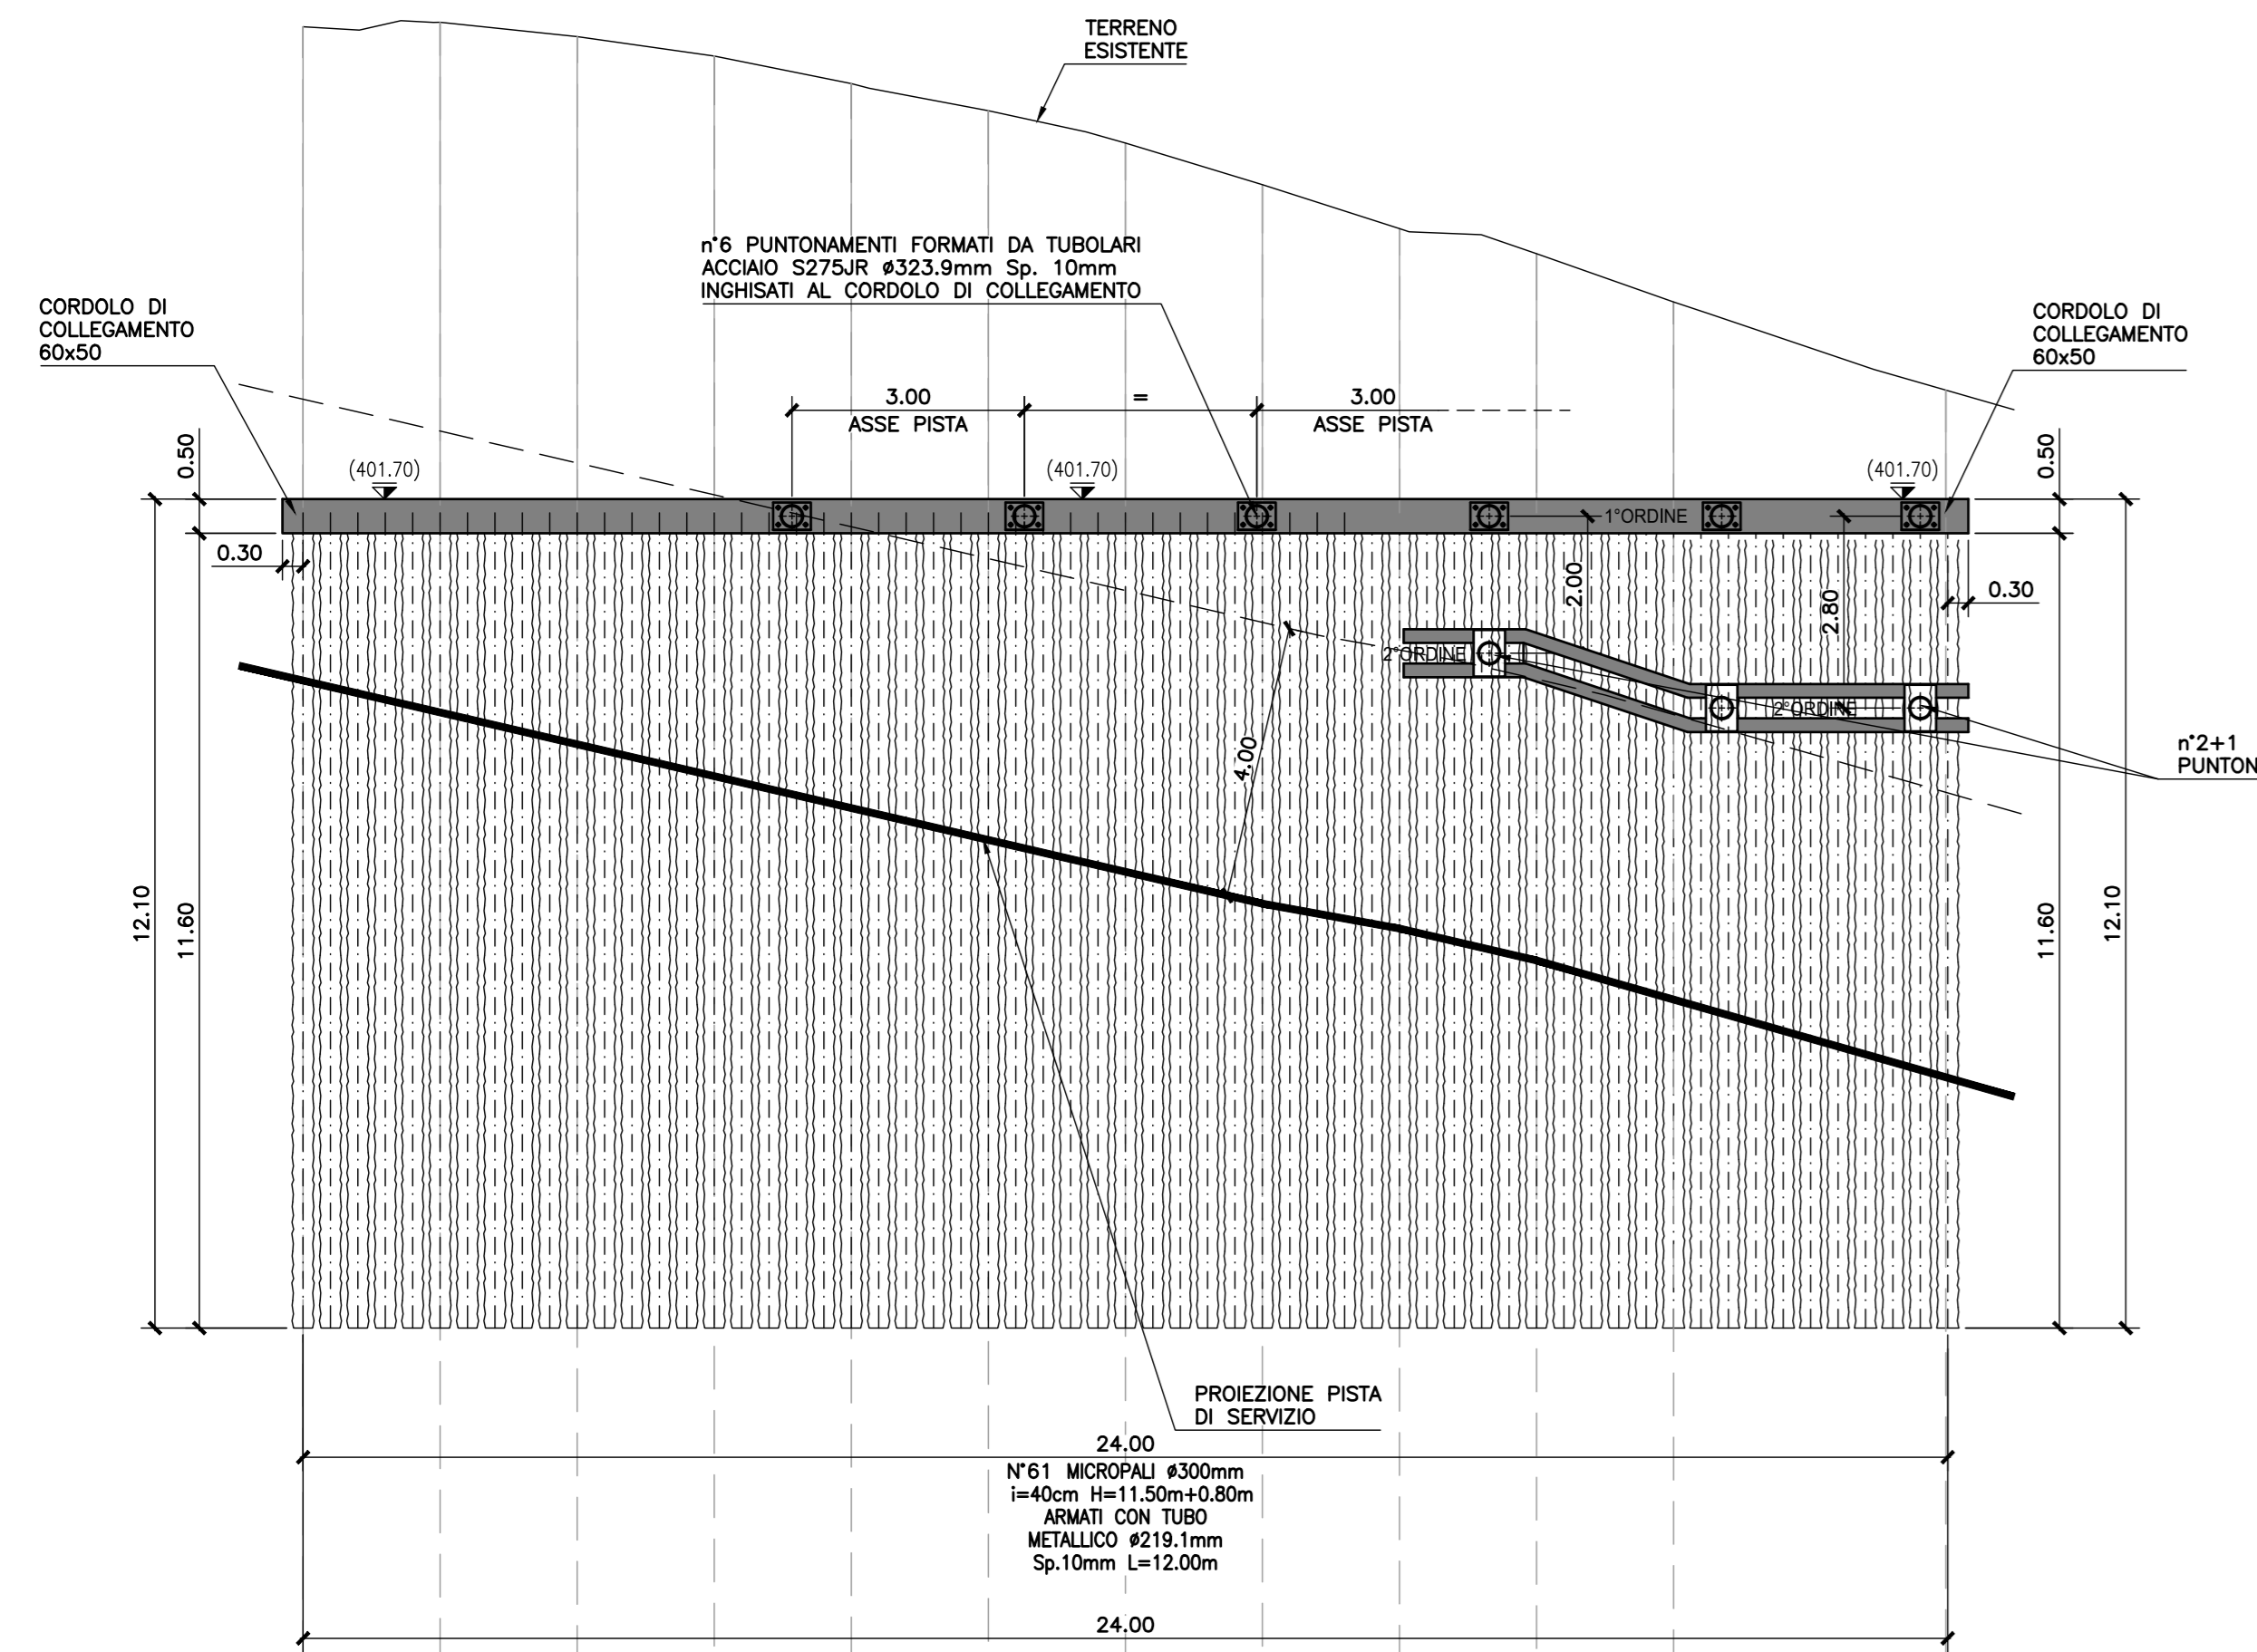 TERRENO
ESISTENTE
n°6 PUNTONAMENTI FORMATI DA TUBOLARI
ACCIAIO S275JR ø323.9mm Sp. 10mm
INGHISATI AL CORDOLO DI COLLEGAMENTO
CORDOLO DI
COLLEGAMENTO
60x50
CORDOLO DI
COLLEGAMENTO
60x50
3.00
=
3.00
ASSE PISTA
ASSE PISTA
0.50
0.50
(401.70)
(401.70)
(401.70)
1°ORDINE
0.30
0.30
2.00
2.80
2°ORDINE
2°ORDINE
4.00
n°2+1
PUNTON
12.10
11.60
11.60
12.10
PROIEZIONE PISTA
DI SERVIZIO
24.00
N°61 MICROPALI ø300mm
i=40cm H=11.50m+0.80m
ARMATI CON TUBO
METALLICO ø219.1mm
Sp.10mm L=12.00m
24.00